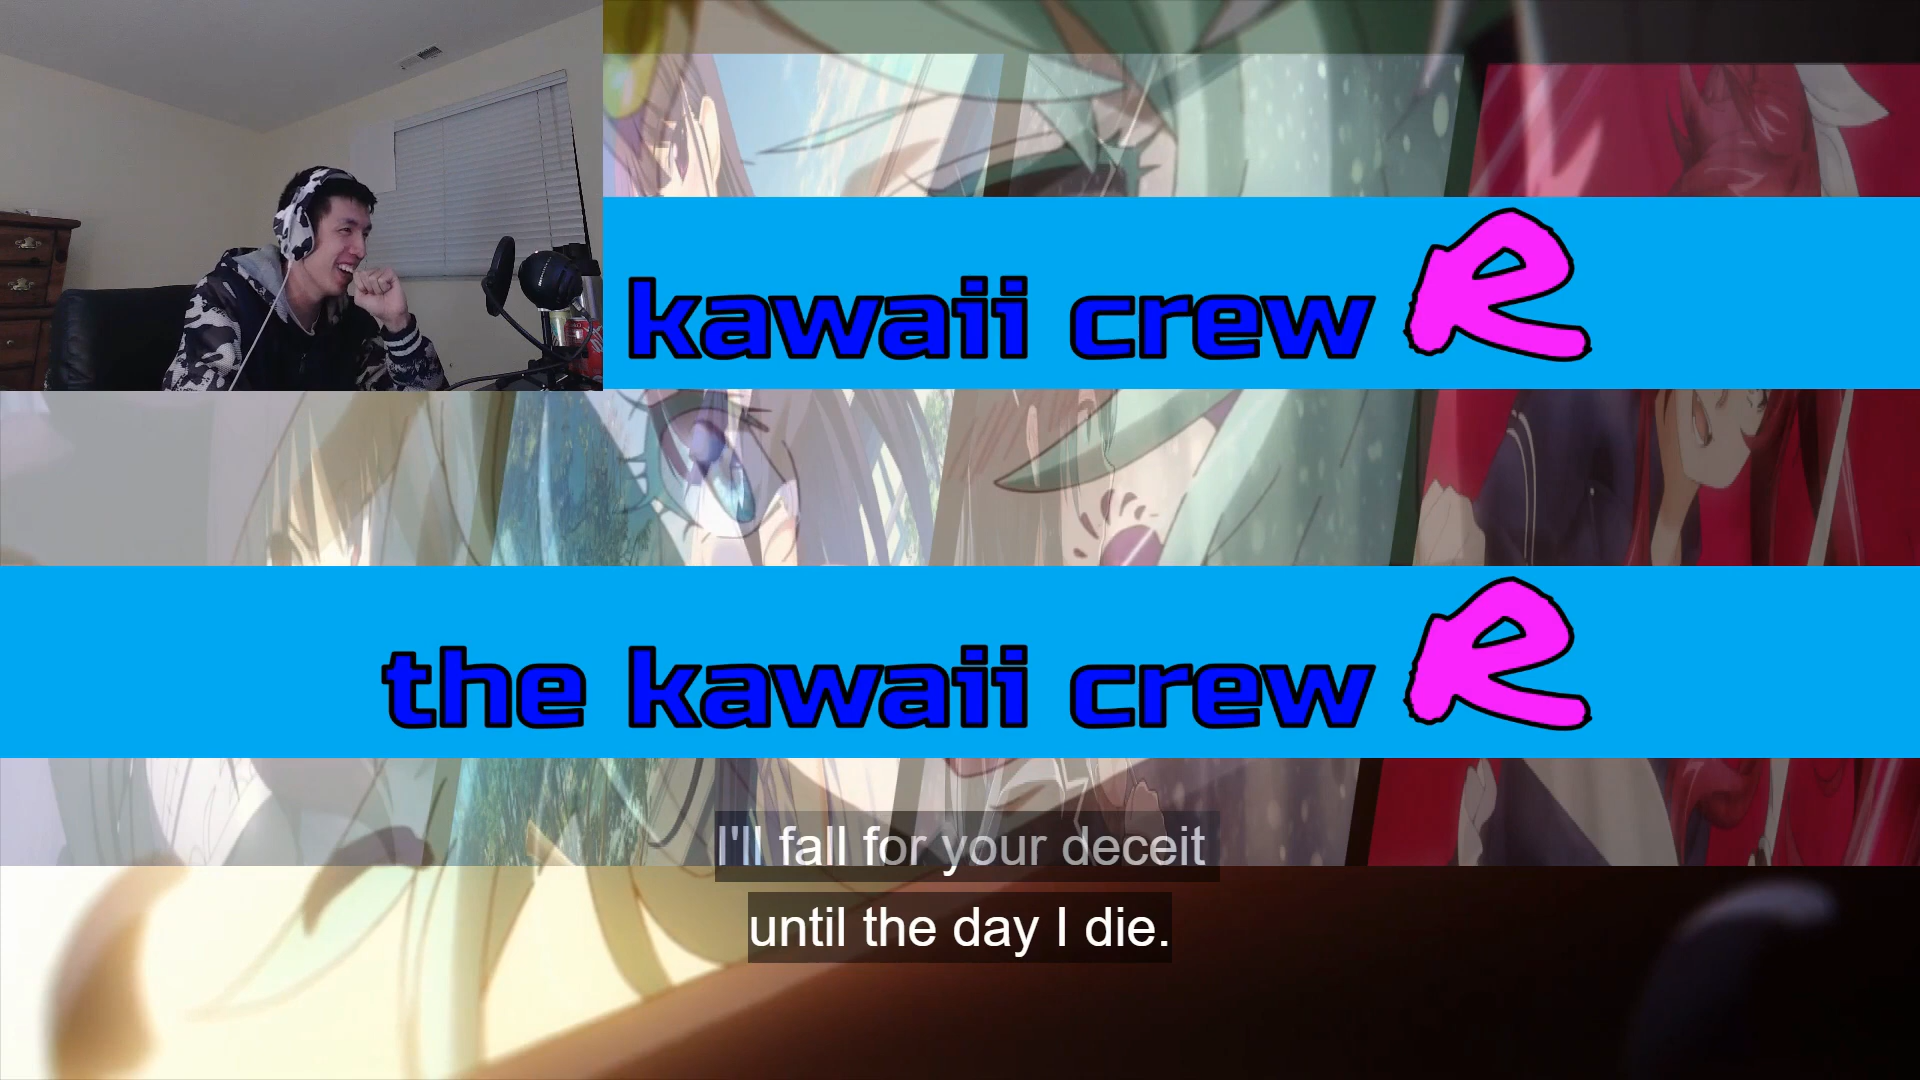 kawaii crew R
the kawaii crew R
I'll fall for your deceit
until the day I die.